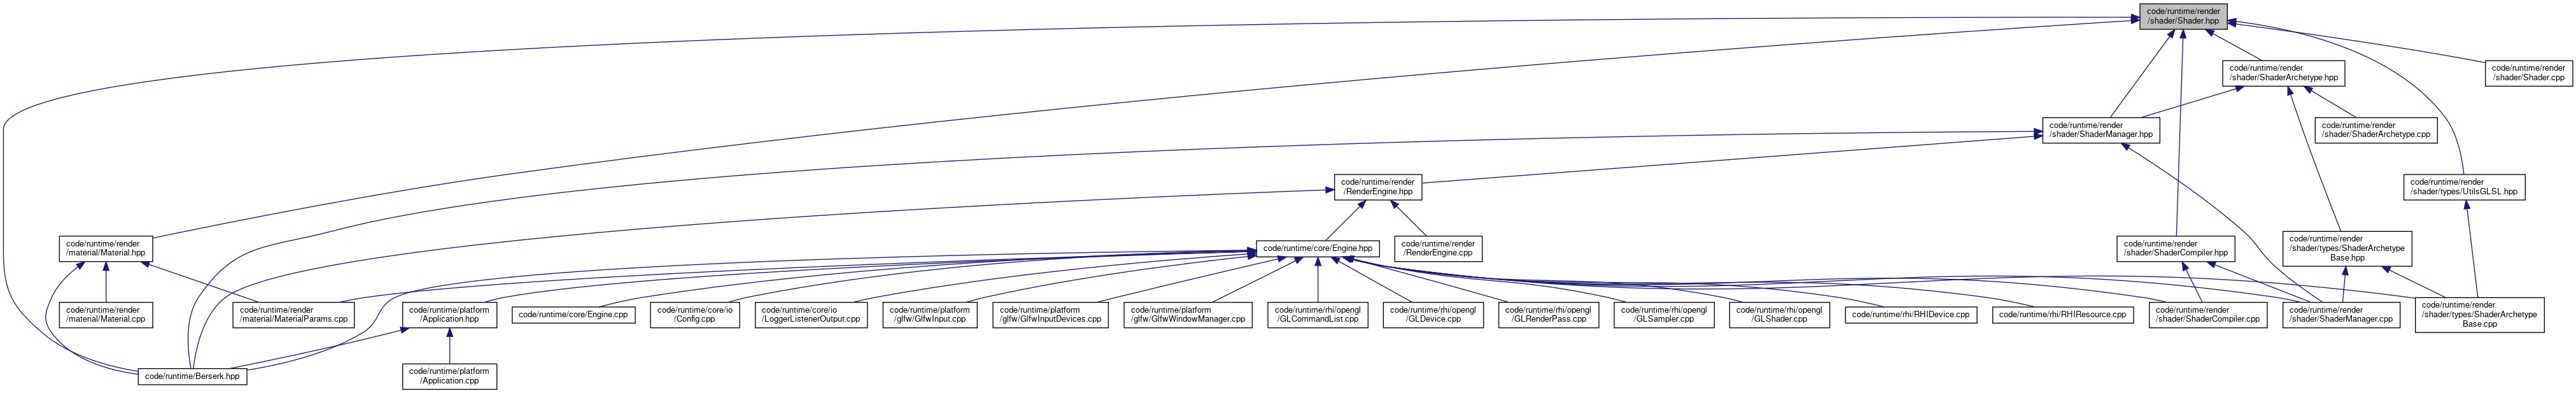 code/runtime/render
/shader/Shader.hpp
code/runtime/render
/shader/ShaderArchetype.hpp
code/runtime/render
/shader/Shader.cpp
code/runtime/render
/shader/ShaderManager.hpp
code/runtime/render
/shader/ShaderArchetype.cpp
code/runtime/render
/RenderEngine.hpp
code/runtime/render
/shader/types/UtilsGLSL.hpp
code/runtime/render
/material/Material.hpp
code/runtime/core/Engine.hpp
code/runtime/render
/RenderEngine.cpp
code/runtime/render
/shader/ShaderCompiler.hpp
code/runtime/render
/shader/types/ShaderArchetype
Base.hpp
code/runtime/render
/material/Material.cpp
code/runtime/render
/material/MaterialParams.cpp
code/runtime/platform
/Application.hpp
code/runtime/core/Engine.cpp
code/runtime/core/io
/Config.cpp
code/runtime/core/io
/LoggerListenerOutput.cpp
code/runtime/platform
/glfw/GlfwInput.cpp
code/runtime/platform
/glfw/GlfwInputDevices.cpp
code/runtime/platform
/glfw/GlfwWindowManager.cpp
code/runtime/rhi/opengl
/GLCommandList.cpp
code/runtime/rhi/opengl
/GLDevice.cpp
code/runtime/rhi/opengl
/GLRenderPass.cpp
code/runtime/rhi/opengl
/GLSampler.cpp
code/runtime/rhi/opengl
/GLShader.cpp
code/runtime/rhi/RHIDevice.cpp
code/runtime/rhi/RHIResource.cpp
code/runtime/render
/shader/ShaderCompiler.cpp
code/runtime/render
/shader/ShaderManager.cpp
code/runtime/render
/shader/types/ShaderArchetype
Base.cpp
code/runtime/Berserk.hpp
code/runtime/platform
/Application.cpp